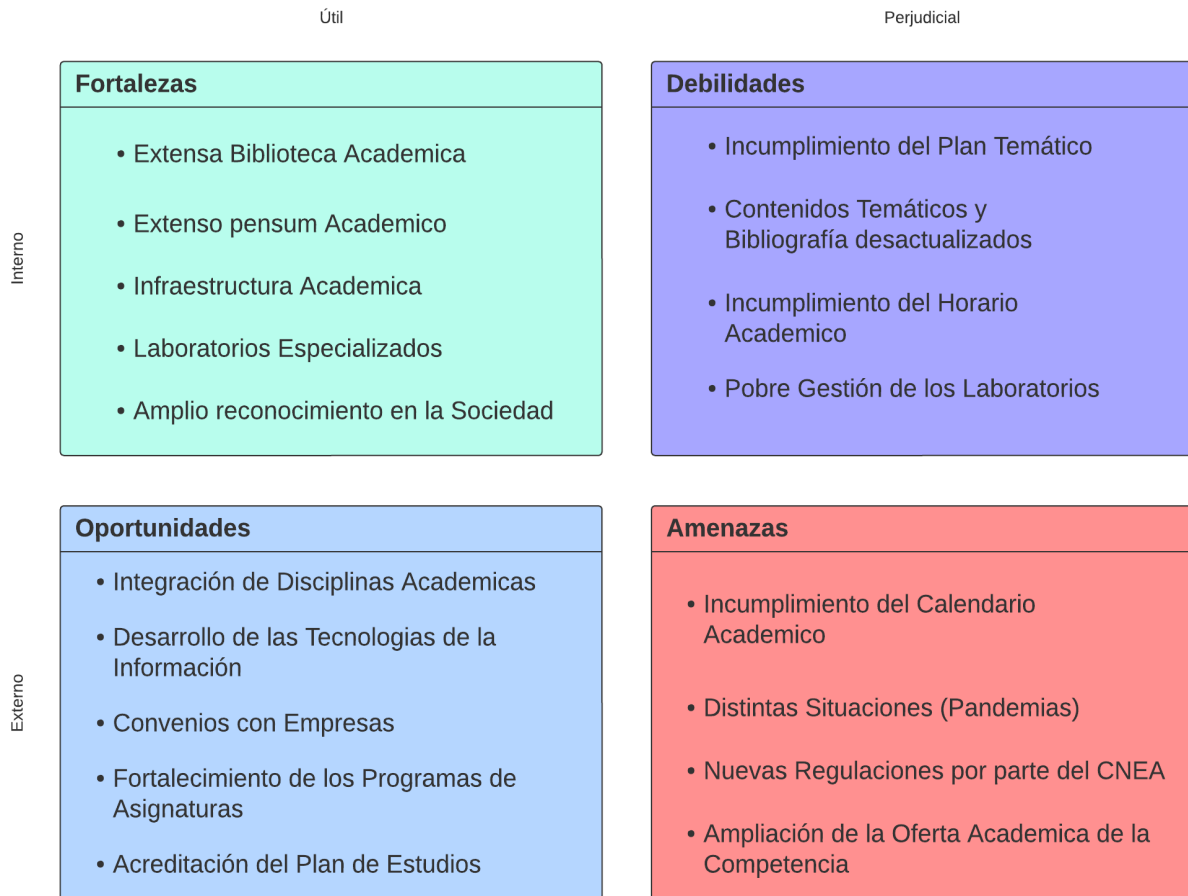 Útil
Perjudicial
Interno
Fortalezas
• Extensa Biblioteca Academica
• Extenso pensum Academico
• Infraestructura Academica
• Laboratorios Especializados
• Amplio reconocimiento en la Sociedad
Debilidades
• Incumplimiento del Plan Temático
• Contenidos Temáticos y
Bibliografía desactualizados
• Incumplimiento del Horario
Academico
• Pobre Gestión de los Laboratorios
Externo
Oportunidades
• Integración de Disciplinas Academicas
• Desarrollo de las Tecnologias de la
Información
• Convenios con Empresas
• Fortalecimiento de los Programas de
Asignaturas
• Acreditación del Plan de Estudios
Amenazas
• Incumplimiento del Calendario
Academico
• Distintas Situaciones (Pandemias)
• Nuevas Regulaciones por parte del CNEA
• Ampliación de la Oferta Academica de la
Competencia